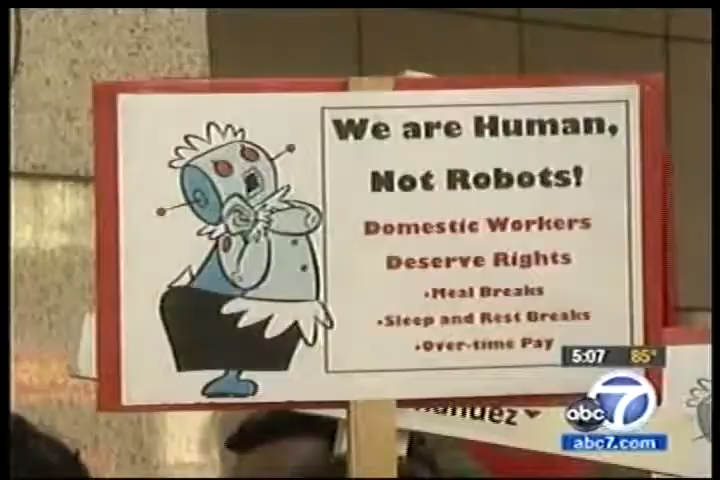 We are Human,
Not Robots!
Domestic Workers
Deserve Rights
•Meal Breaks
•Sleep and Rest Breaks
•Over-time Pay
5:07 85°
abc 7
abc7.com